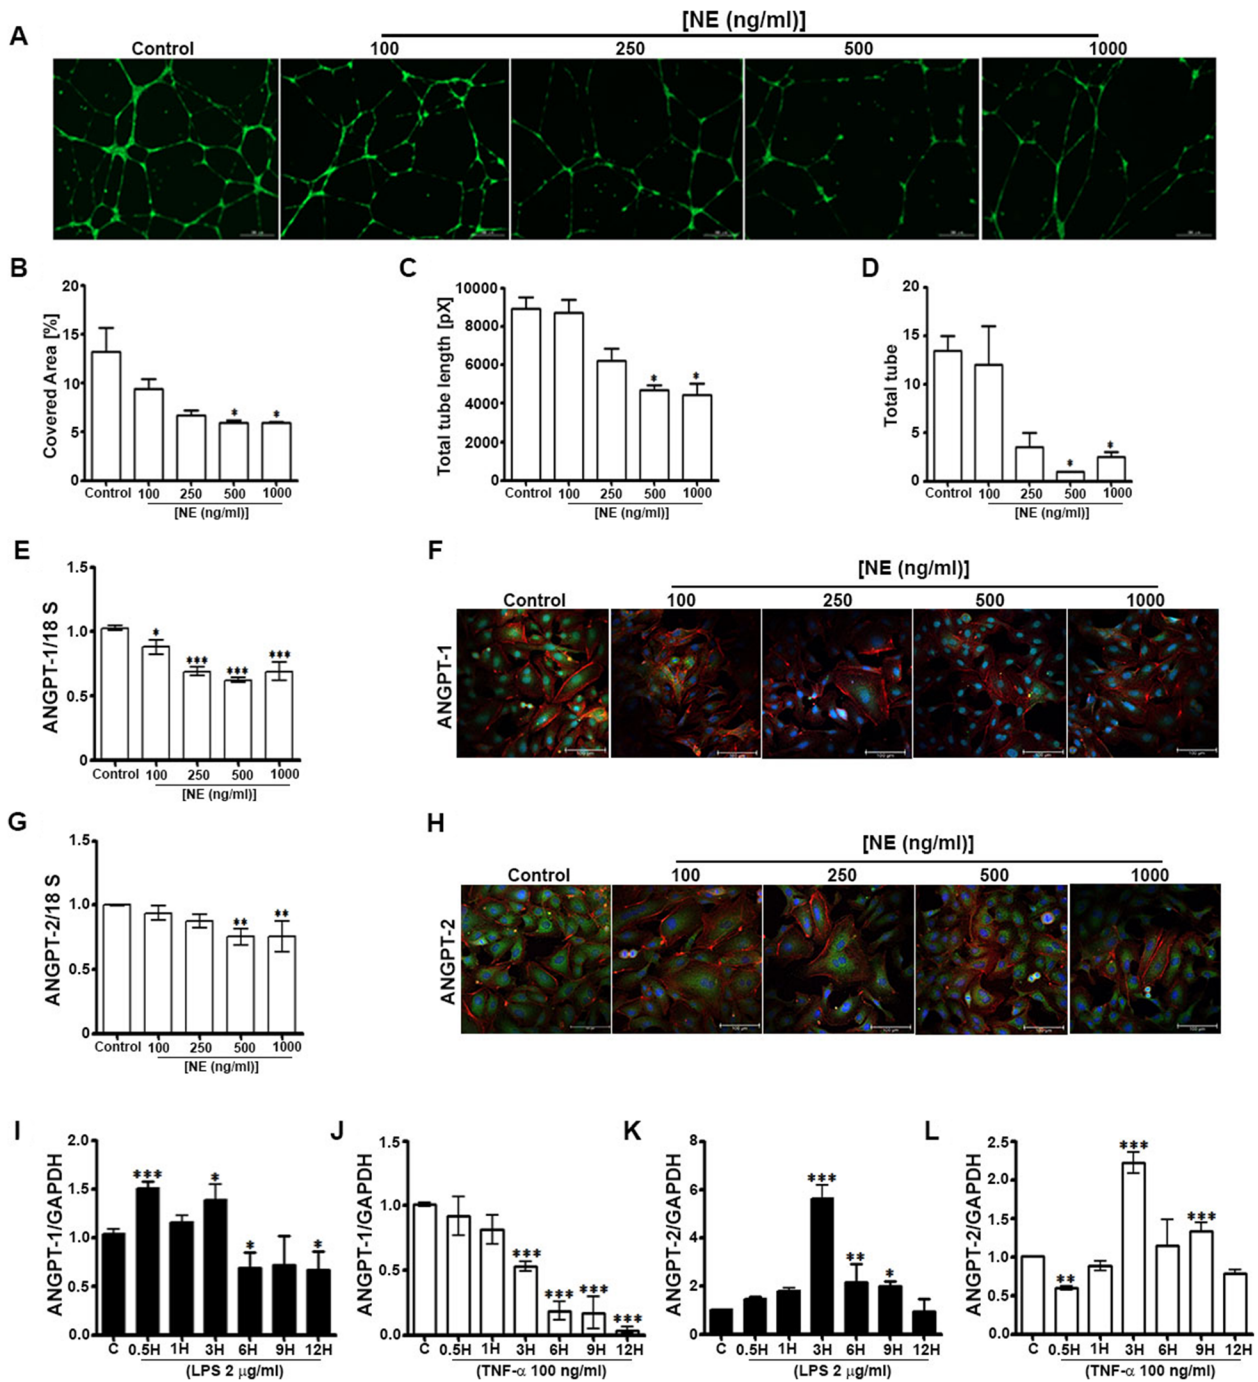 A
[NE (ng/ml)]
Control 100 250 500 1000
B
Covered Area [%]
20
15
10
5
0
Control 100 250 500 1000
[NE (ng/ml)]
C
Total tube length [pX]
10000
8000
6000
4000
2000
0
* *
Control 100 250 500 1000
[NE (ng/ml)]
D
Total tube
20
15
10
5
0
* *
Control 100 250 500 1000
[NE (ng/ml)]
E
ANGPT-1/18 S
1.5
1.0
0.5
0
* *** *** ***
Control 100 250 500 1000
[NE (ng/ml)]
F
[NE (ng/ml)]
Control 100 250 500 1000
ANGPT-1
G
ANGPT-2/18 S
1.5
1.0
0.5
0
** **
Control 100 250 500 1000
[NE (ng/ml)]
H
[NE (ng/ml)]
Control 100 250 500 1000
ANGPT-2
I
ANGPT-1/GAPDH
2.0
1.5
1.0
0.5
0.0
*** * * *
C 0.5H 1H 3H 6H 9H 12H
(LPS 2 µg/ml)
J
ANGPT-1/GAPDH
1.5
1.0
0.5
0.0
*** *** *** ***
C 0.5H 1H 3H 6H 9H 12H
(TNF-α 100 ng/ml)
K
ANGPT-2/GAPDH
8
6
4
2
0
*** ** *
C 0.5H 1H 3H 6H 9H 12H
(LPS 2 µg/ml)
L
ANGPT-2/GAPDH
2.5
2.0
1.5
1.0
0.5
0.0
** *** ***
C 0.5H 1H 3H 6H 9H 12H
(TNF-α 100 ng/ml)